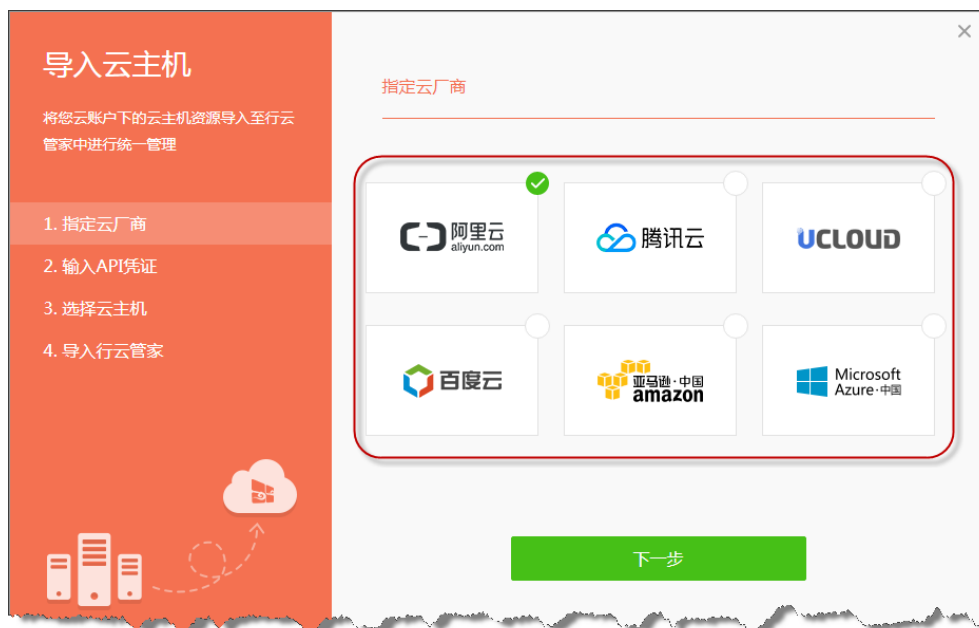 导入云主机
将您云账户下的云主机资源导入至行云
管家中进行统一管理
1. 指定云厂商
2. 输入API凭证
3. 选择云主机
4. 导入行云管家
指定云厂商
阿里云
aliyun.com
腾讯云
UCLOUD
百度云
亚马逊·中国
amazon
Microsoft
Azure·中国
下一步